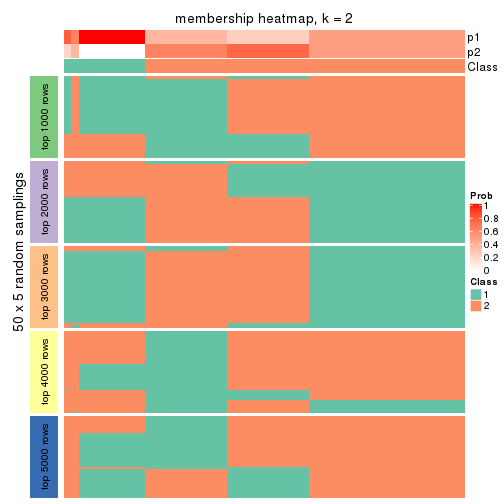 membership heatmap, k = 2
p1
p2
Class
50 x 5 random samplings
top 1000 rows
top 2000 rows
top 3000 rows
top 4000 rows
top 5000 rows
Prob
1
0.8
0.6
0.4
0.2
0
Class
1
2